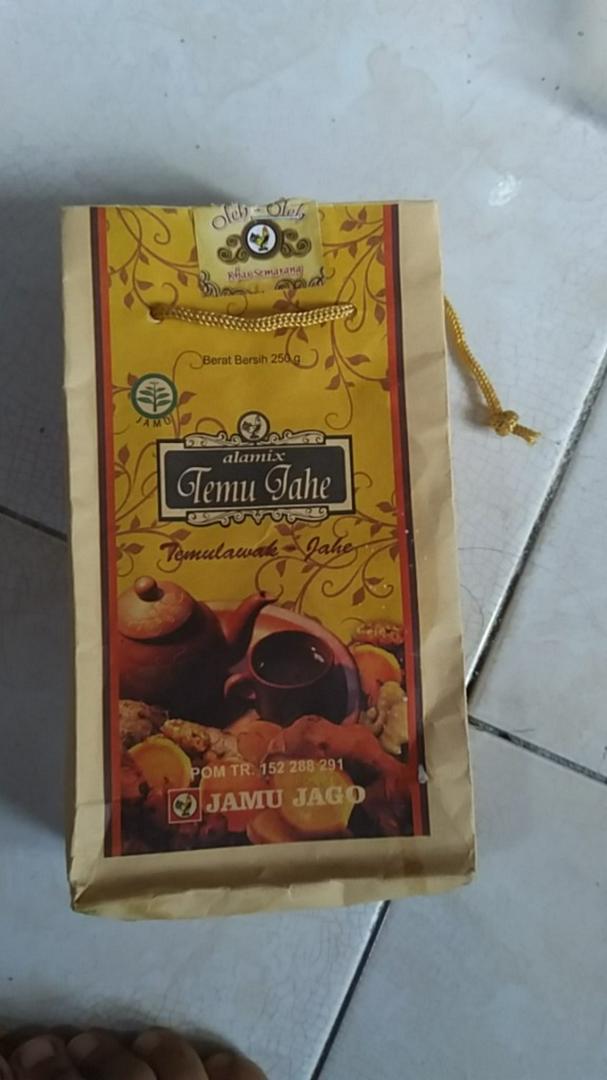 Oleh - Oleh
Khas Semarang
Berat Bersih 250 g
JAMU
alamix
Temu Jahe
Temulawak - Jahe
POM TR. 152 288 291
JAMU JAGO